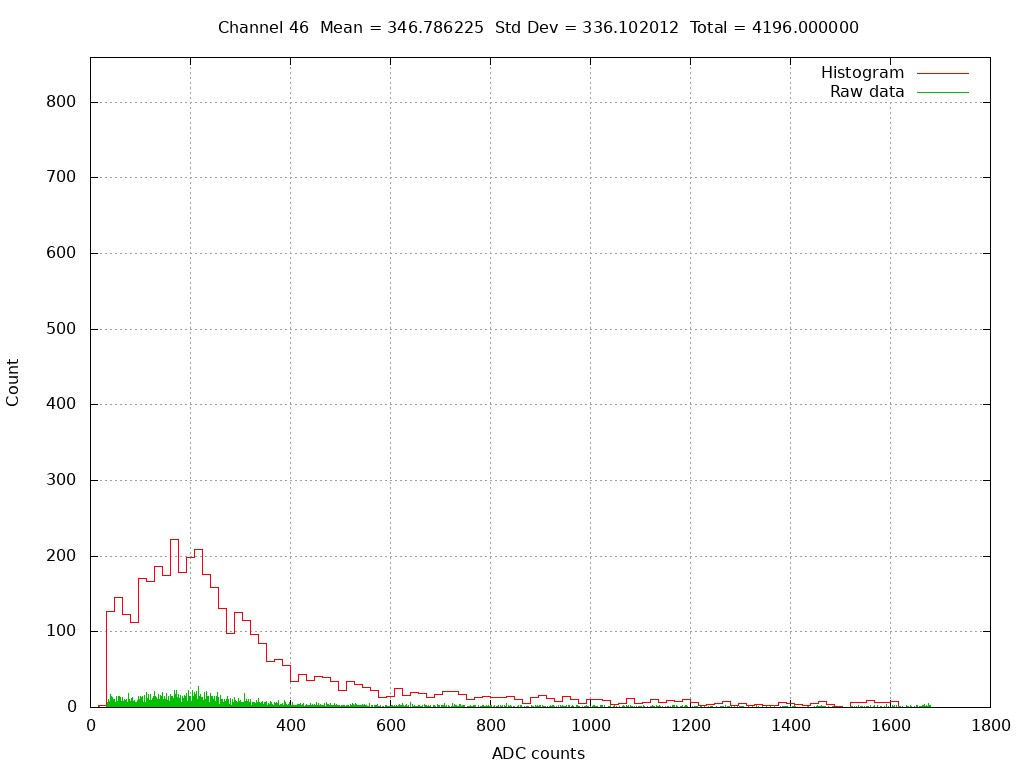 Channel 46  Mean = 346.786225  Std Dev = 336.102012  Total = 4196.000000
Histogram
Raw data
800
700
600
500
400
300
200
100
0
Count
0 200 400 600 800 1000 1200 1400 1600 1800
ADC counts